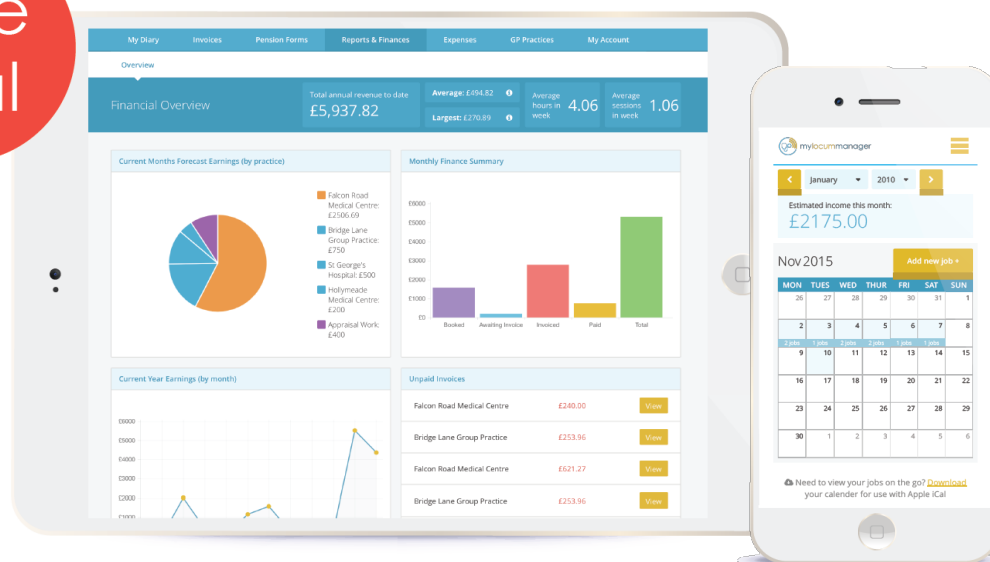 My Diary
Invoices
Pension Forms
Reports & Finances
Expenses
GP Practices
My Account
Overview
Financial Overview
Total annual revenue to date
£5,937.82
Average: £494.82
Largest: £270.89
Average
hours in
week
4.06
Average
sessions
in week
1.06
Current Months Forecast Earnings (by practice)
Falcon Road
Medical Centre:
£2506.69
Bridge Lane
Group Practice:
£750
St George's
Hospital: £500
Hollymeade
Medical Centre:
£200
Appraisal Work:
£400
Monthly Finance Summary
£6000
£5000
£4000
£3000
£2000
£1000
£0
Booked
Awaiting Invoice
Invoiced
Paid
Total
Current Year Earnings (by month)
£6000
£5000
£4000
£3000
£2000
£1000
Unpaid Invoices
Falcon Road Medical Centre £240.00 View
Bridge Lane Group Practice £253.96 View
Falcon Road Medical Centre £621.27 View
Bridge Lane Group Practice £253.96 View
mylocummanager
January 2010
Estimated income this month:
£2175.00
Nov 2015
Add new job +
MON TUES WED THUR FRI SAT SUN
26 27 28 29 30 31 1
2 3 4 5 6 7 8
2 jobs 1 jobs 2 jobs 2 jobs 1 jobs 1 jobs
9 10 11 12 13 14 15
16 17 18 19 20 21 22
23 24 25 26 27 28 29
30 1 2 3 4 5 6
Need to view your jobs on the go? Download
your calender for use with Apple iCal